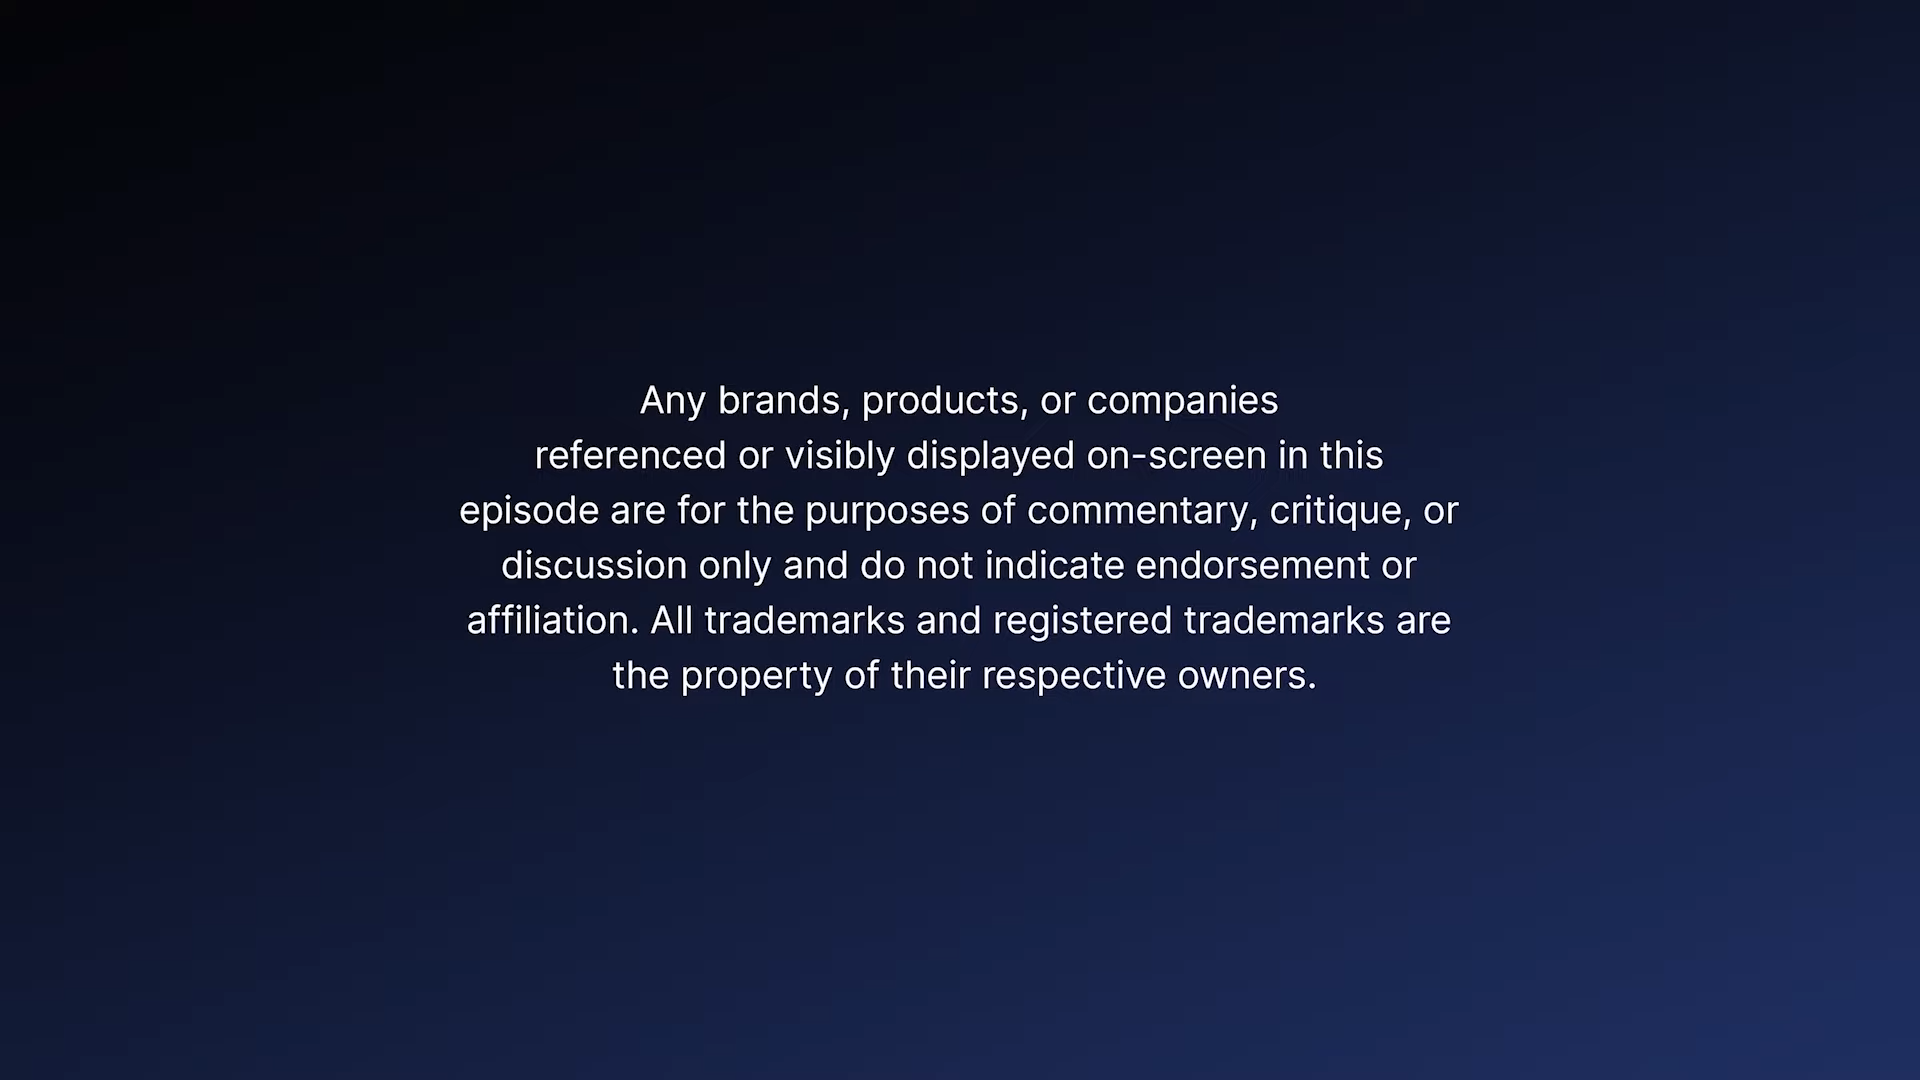 Any brands, products, or companies
referenced or visibly displayed on-screen in this
episode are for the purposes of commentary, critique, or
discussion only and do not indicate endorsement or
affiliation. All trademarks and registered trademarks are
the property of their respective owners.